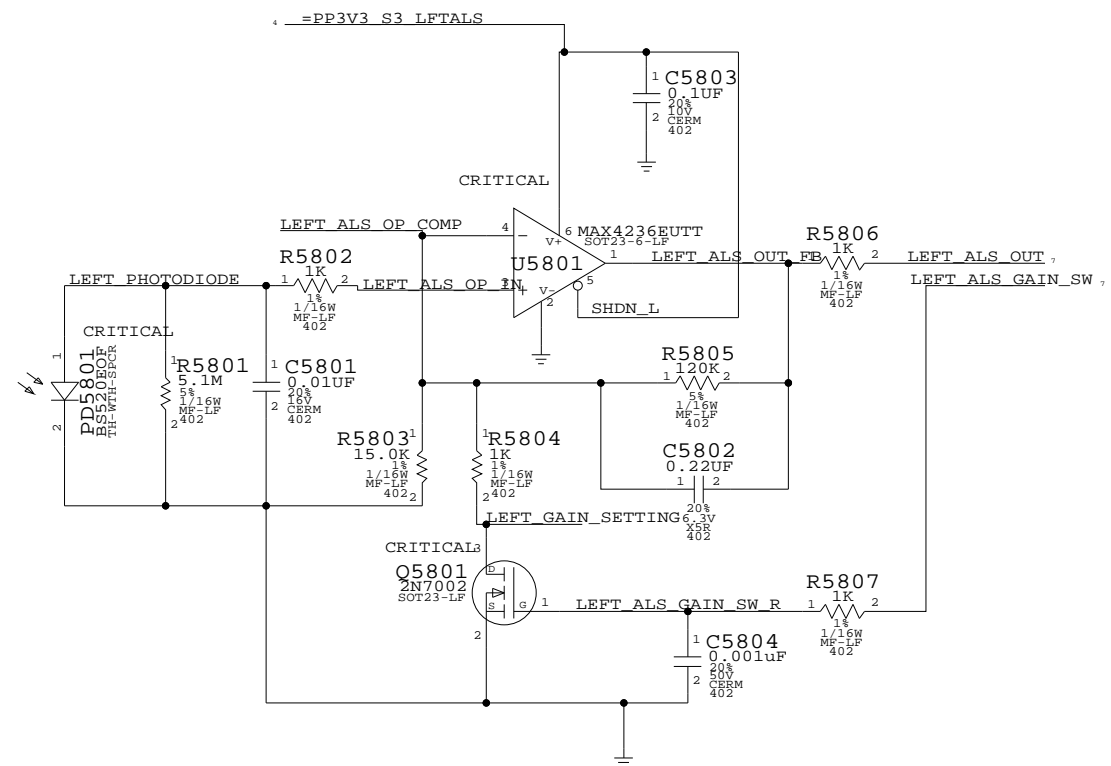 4 =PP3V3_S3_LFTALS
1 C5803
0.1UF
20%
10V
2 CERM
402
CRITICAL
LEFT_ALS_OP_COMP
4
6 MAX4236EUTT
V+ SOT23-6-LF
R5806
1K
R5802
1K
U5801
1
LEFT_ALS_OUT_FB
1 2
LEFT_ALS_OUT 7
LEFT_PHOTODIODE
1 2
LEFT_ALS_OP_IN
3
5
LEFT_ALS_GAIN_SW 7
1%
1/16W
MF-LF
402
V-
2
SHDN_L
1%
1/16W
MF-LF
402
CRITICAL
1
PD5801
BS520EOF
TH-WTH-SPCR
2
1 R5801
5.1M
5%
1/16W
MF-LF
2 402
1 C5801
0.01UF
20%
16V
2 CERM
402
R5805
120K
1 2
5%
1/16W
MF-LF
402
R5803 1
15.0K
1%
1/16W
MF-LF
402 2
1 R5804
1K
1%
1/16W
MF-LF
2 402
C5802
0.22UF
1 2
20%
6.3V
X5R
402
LEFT_GAIN_SETTING
CRITICAL 3
Q5801
2N7002
SOT23-LF
D
S G
1
2
LEFT_ALS_GAIN_SW_R
R5807
1K
1 2
1%
1/16W
MF-LF
402
1 C5804
0.001uF
20%
50V
2 CERM
402